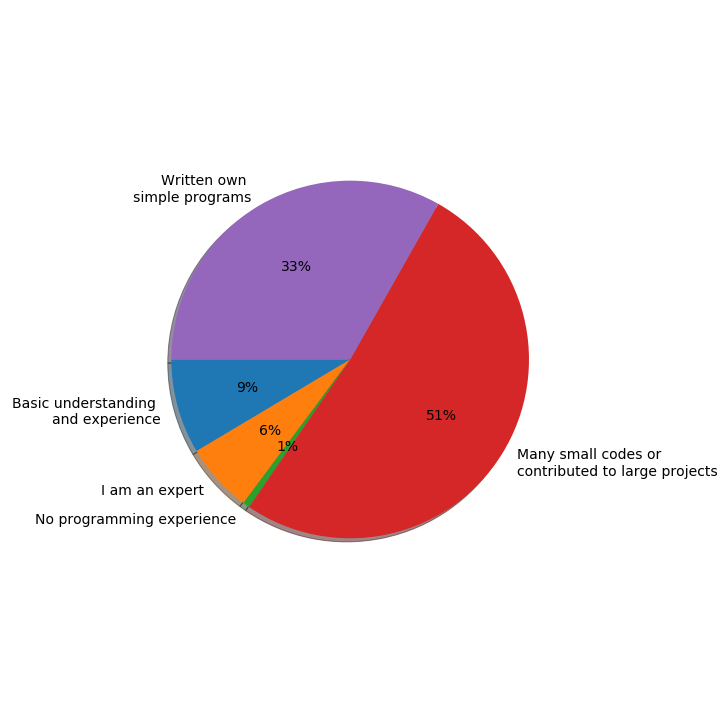 Written own
simple programs
33%
9%
Basic understanding
and experience
6%
51%
1%
Many small codes or
contributed to large projects
I am an expert
No programming experience